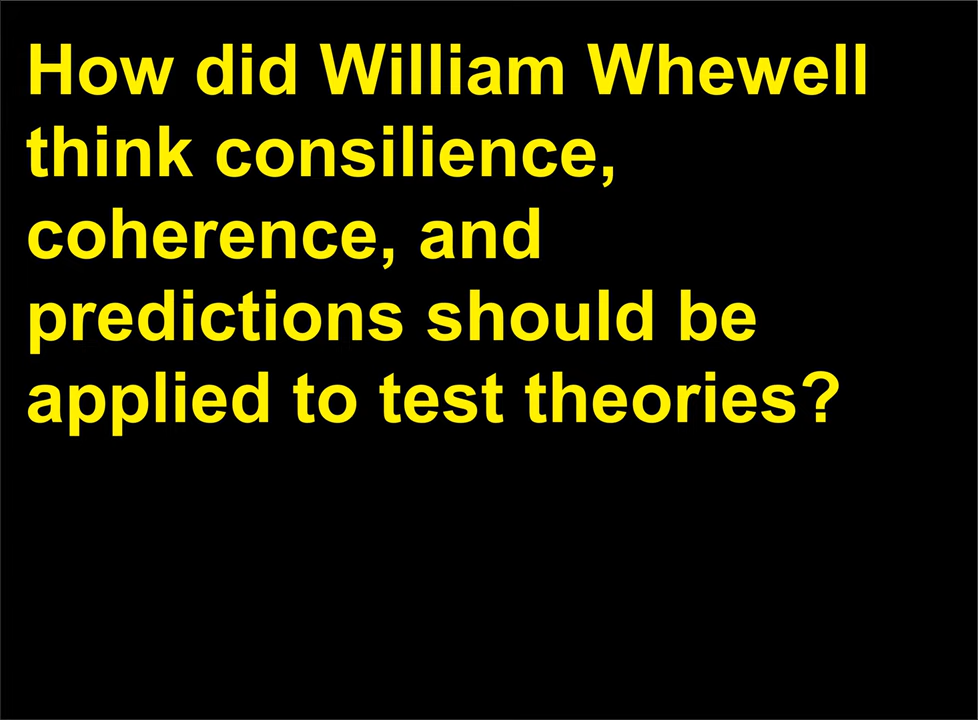 How did William Whewell
think consilience,
coherence, and
predictions should be
applied to test theories?